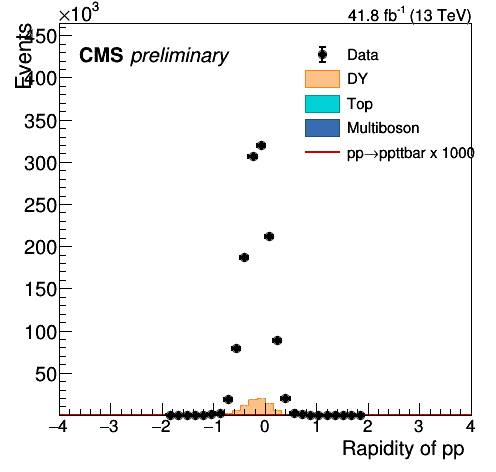 ×10³
41.8 fb⁻¹ (13 TeV)
Events
CMS preliminary
Data
DY
Top
Multiboson
pp→ppttbar x 1000
450
400
350
300
250
200
150
100
50
−4 −3 −2 −1 0 1 2 3 4
Rapidity of pp